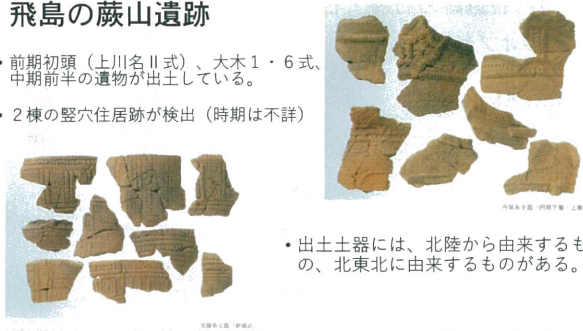 飛島の蕨山遺跡
• 前期初頭（上川名Ⅱ式）、大木１・６式、
中期前半の遺物が出土している。
• ２棟の竪穴住居跡が検出（時期は不詳）
• 出土土器には、北陸から由来するも
の、北東北に由来するものがある。